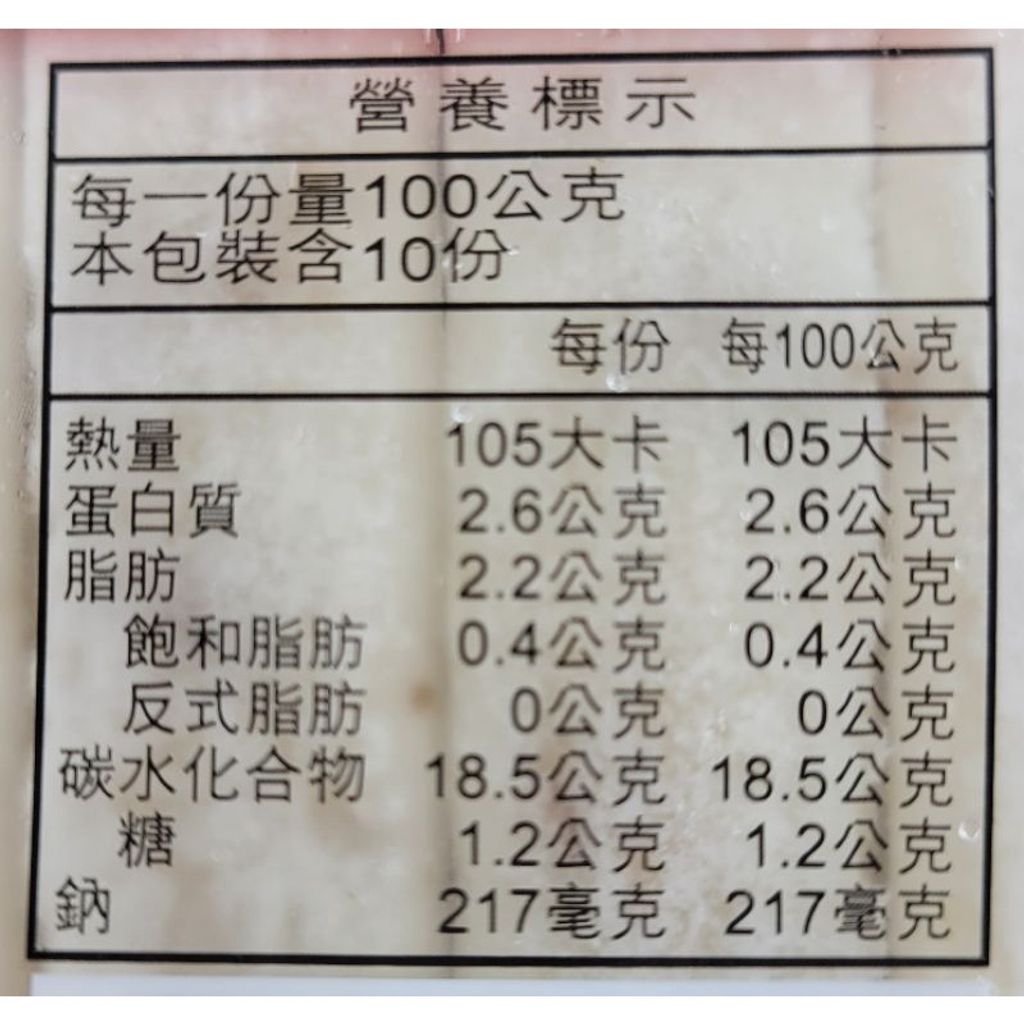 營養標示
每一份量100公克
本包裝含10份
每份 每100公克
熱量 105大卡 105大卡
蛋白質 2.6公克 2.6公克
脂肪 2.2公克 2.2公克
飽和脂肪 0.4公克 0.4公克
反式脂肪 0公克 0公克
碳水化合物 18.5公克 18.5公克
糖 1.2公克 1.2公克
鈉 217毫克 217毫克